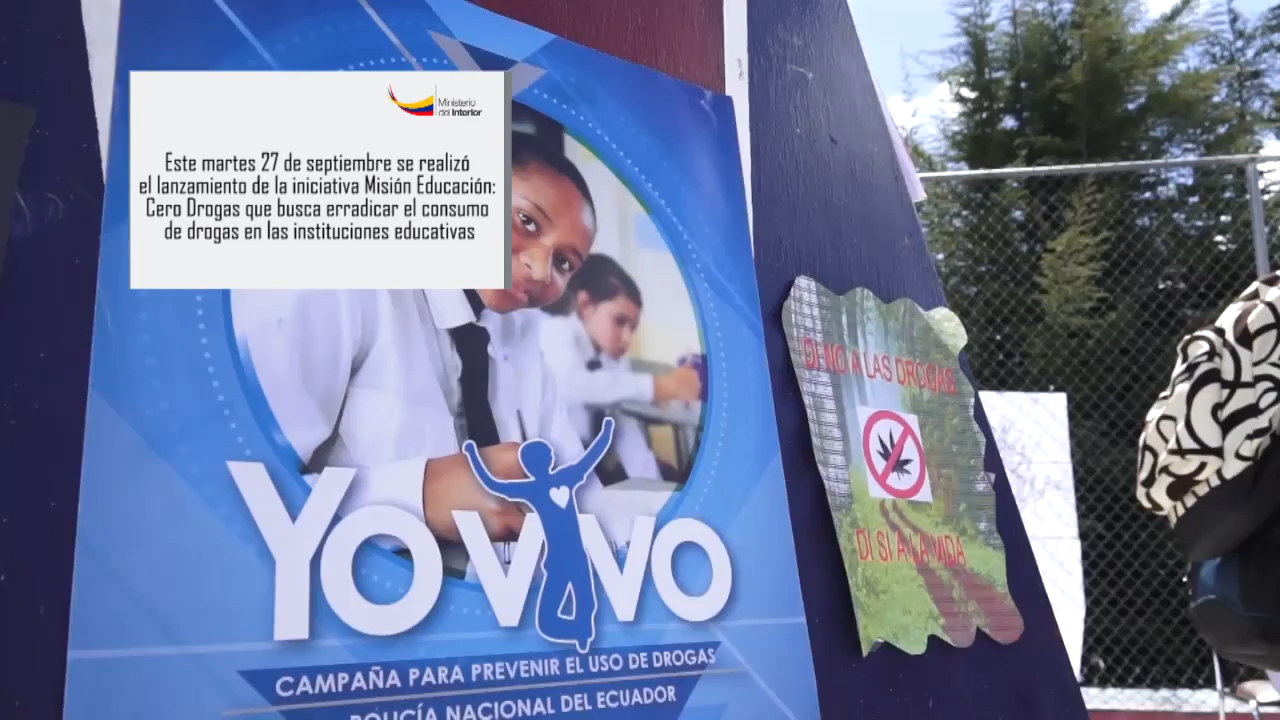 Ministerio
del Interior
Este martes 27 de septiembre se realizó
el lanzamiento de la iniciativa Misión Educación:
Cero Drogas que busca erradicar el consumo
de drogas en las instituciones educativas
YO VIVO
CAMPAÑA PARA PREVENIR EL USO DE DROGAS
POLICÍA NACIONAL DEL ECUADOR
DI NO A LAS DROGAS
DI SI A LA VIDA